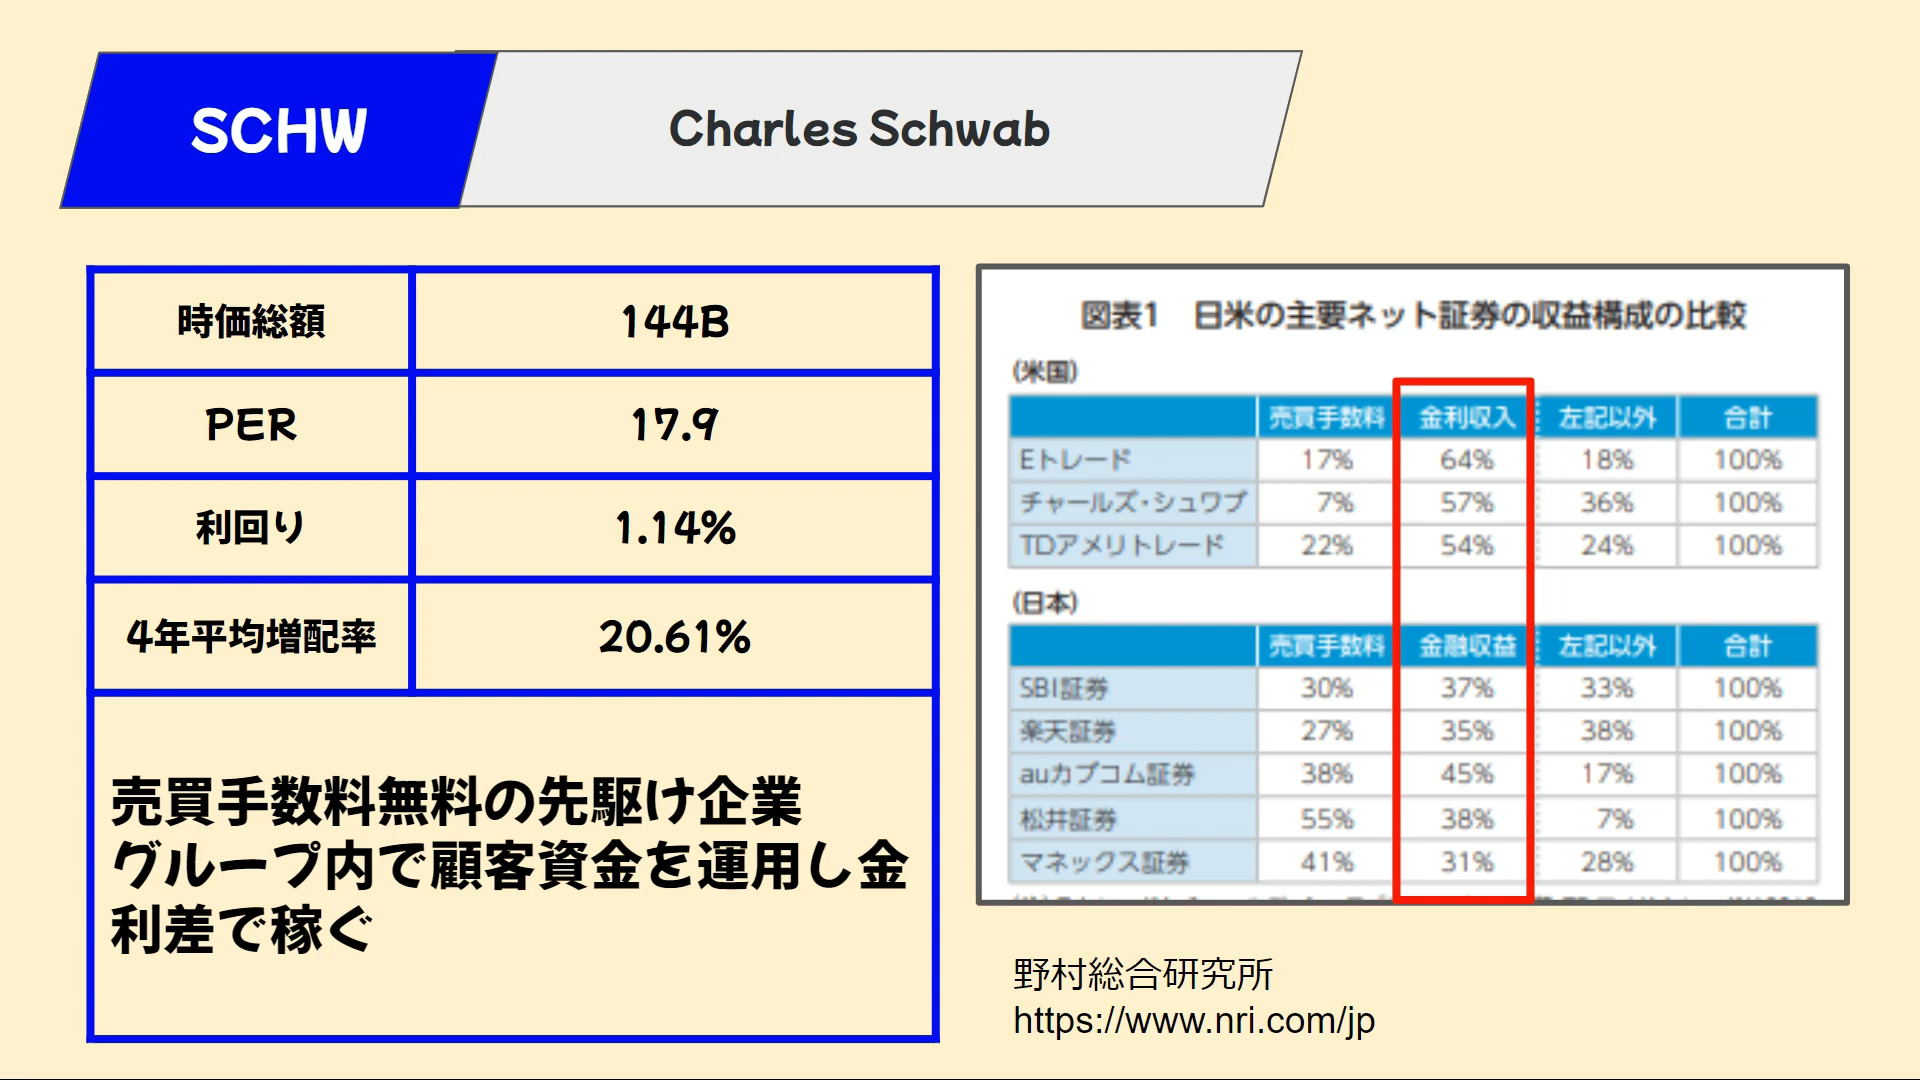 SCHW
Charles Schwab
時価総額 144B
PER 17.9
利回り 1.14%
4年平均増配率 20.61%
売買手数料無料の先駆け企業
グループ内で顧客資金を運用し金
利差で稼ぐ
図表1 日米の主要ネット証券の収益構成の比較
(米国)
売買手数料 金利収入 左記以外 合計
Eトレード 17% 64% 18% 100%
チャールズ・シュワブ 7% 57% 36% 100%
TDアメリトレード 22% 54% 24% 100%
(日本)
売買手数料 金融収益 左記以外 合計
SBI証券 30% 37% 33% 100%
楽天証券 27% 35% 38% 100%
auカブコム証券 38% 45% 17% 100%
松井証券 55% 38% 7% 100%
マネックス証券 41% 31% 28% 100%
野村総合研究所
https://www.nri.com/jp